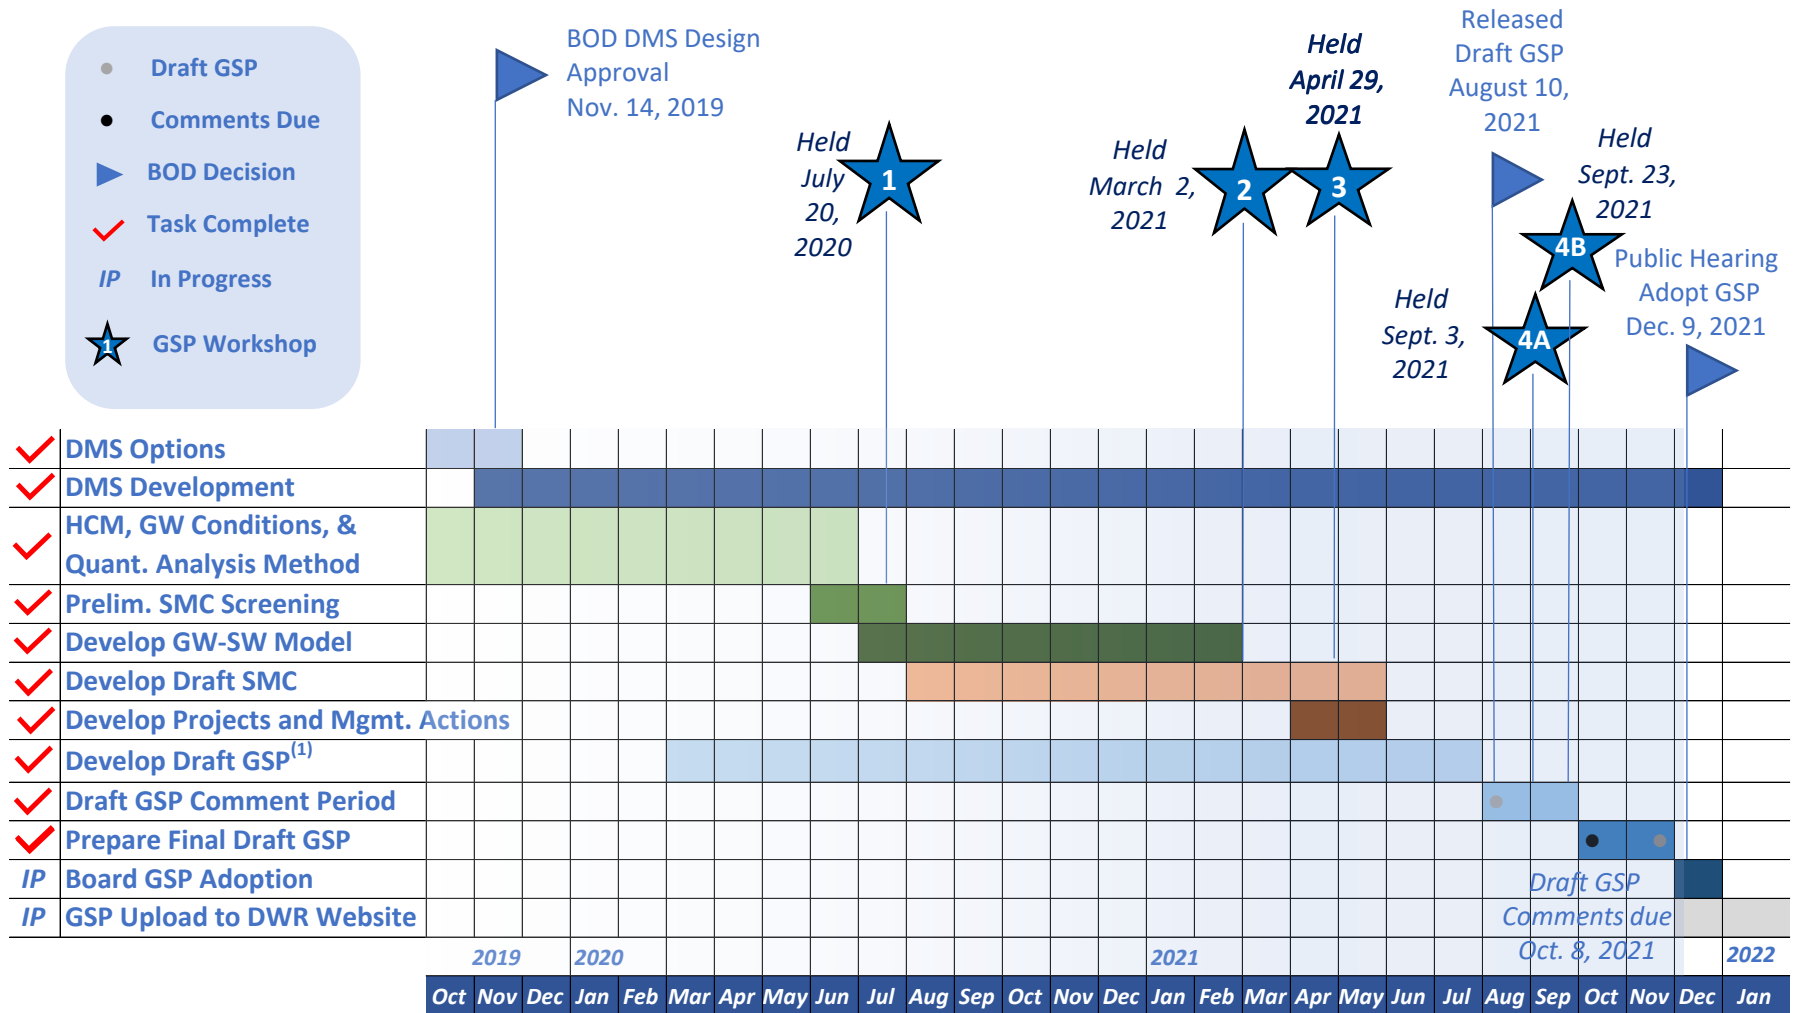 Draft GSP
Comments Due
BOD Decision
Task Complete
IP In Progress
1 GSP Workshop
BOD DMS Design
Approval
Nov. 14, 2019
Held
July
20,
2020
1
Held
March 2,
2021
2
Held
April 29,
2021
3
Released
Draft GSP
August 10,
2021
Held
Sept. 23,
2021
4B
Held
Sept. 3,
2021
4A
Public Hearing
Adopt GSP
Dec. 9, 2021
DMS Options
DMS Development
HCM, GW Conditions, &
Quant. Analysis Method
Prelim. SMC Screening
Develop GW-SW Model
Develop Draft SMC
Develop Projects and Mgmt. Actions
Develop Draft GSP(1)
Draft GSP Comment Period
Prepare Final Draft GSP
IP Board GSP Adoption
IP GSP Upload to DWR Website
Draft GSP
Comments due
Oct. 8, 2021
2019 2020 2021 2022
Oct Nov Dec Jan Feb Mar Apr May Jun Jul Aug Sep Oct Nov Dec Jan Feb Mar Apr May Jun Jul Aug Sep Oct Nov Dec Jan